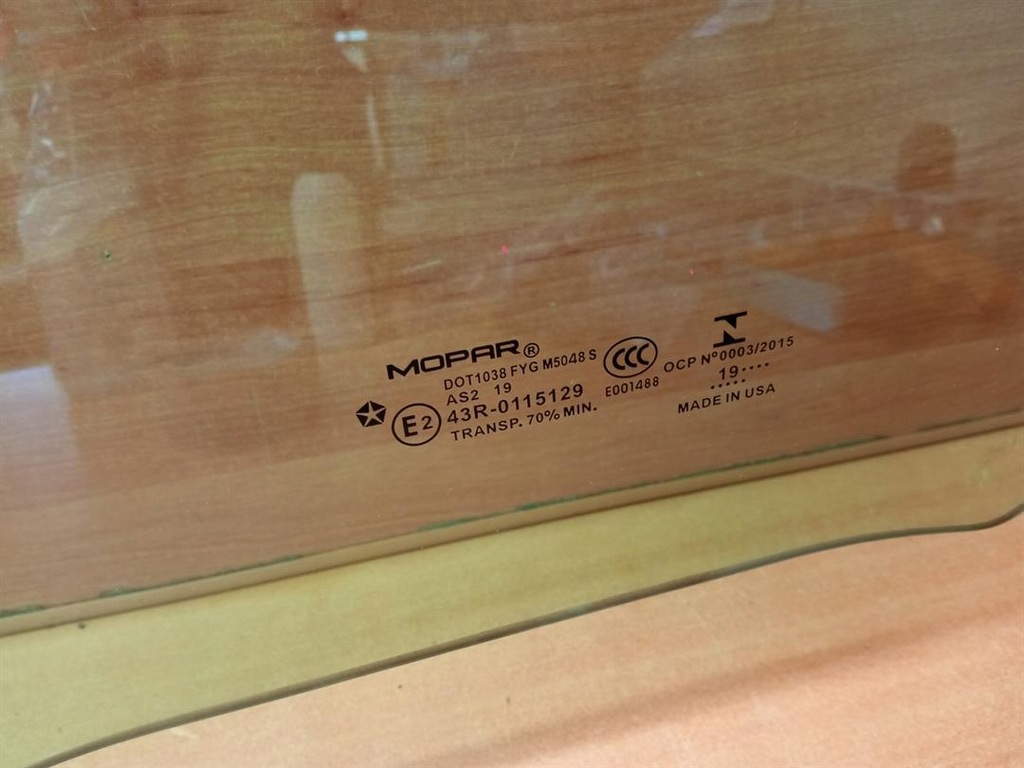 MOPAR®
DOT1038 FYG M5048 S
AS2 19
E2 43R-0115129
TRANSP. 70% MIN.
CCC
E001488
OCP Nº0003/2015
19····
·····
MADE IN USA